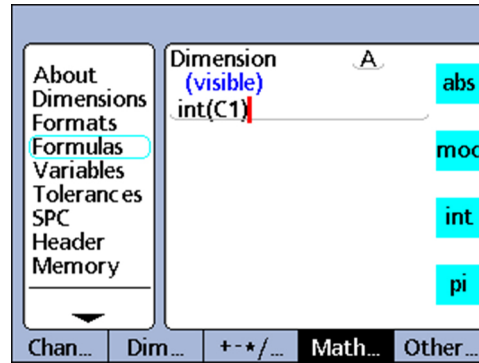 About
Dimensions
Formats
Formulas
Variables
Tolerances
SPC
Header
Memory
Dimension A
(visible)
int(C1)
abs
mod
int
pi
Chan... Dim... +-*/... Math... Other...